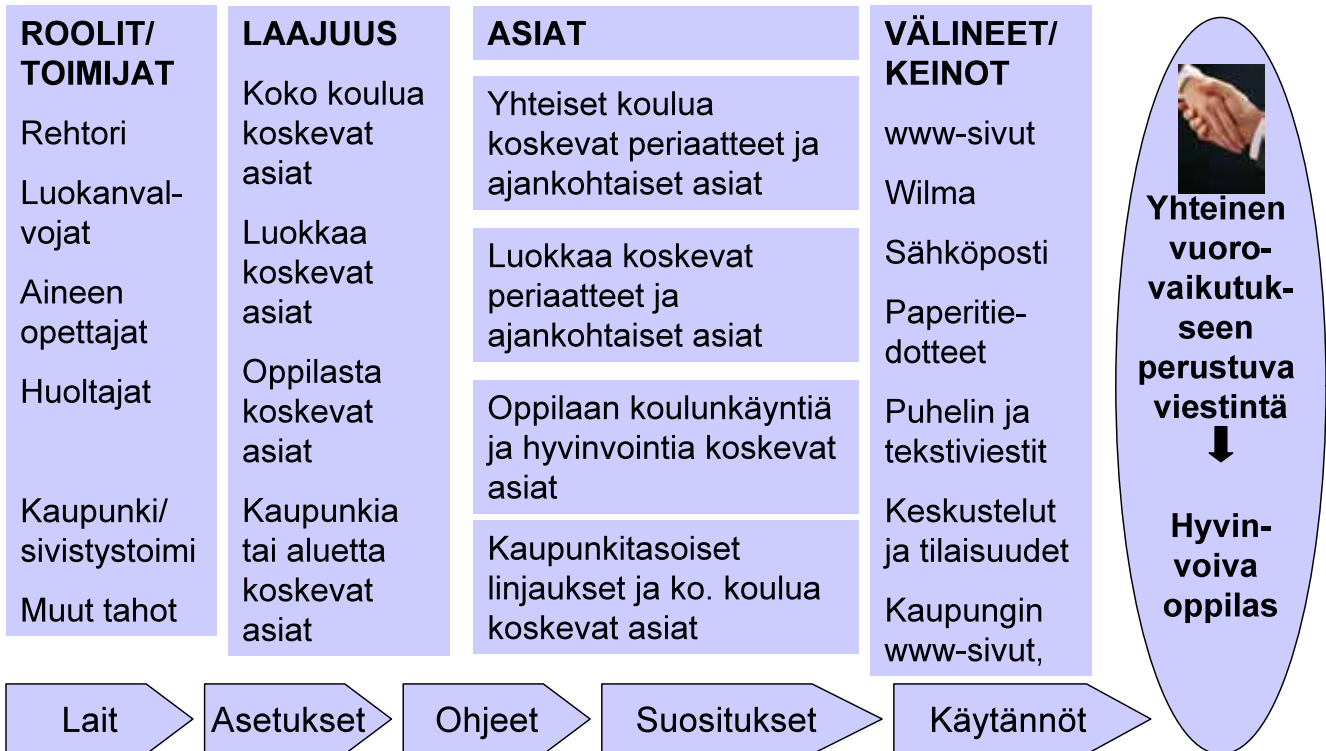 ROOLIT/
TOIMIJAT
Rehtori
Luokanval-
vojat
Aineen
opettajat
Huoltajat
Kaupunki/
sivistystoimi
Muut tahot
LAAJUUS
Koko koulua
koskevat
asiat
Luokkaa
koskevat
asiat
Oppilasta
koskevat
asiat
Kaupunkia
tai aluetta
koskevat
asiat
ASIAT
Yhteiset koulua
koskevat periaatteet ja
ajankohtaiset asiat
Luokkaa koskevat
periaatteet ja
ajankohtaiset asiat
Oppilaan koulunkäyntiä
ja hyvinvointia koskevat
asiat
Kaupunkitasoiset
linjaukset ja ko. koulua
koskevat asiat
VÄLINEET/
KEINOT
www-sivut
Wilma
Sähköposti
Paperitie-
dotteet
Puhelin ja
tekstiviestit
Keskustelut
ja tilaisuudet
Kaupungin
www-sivut,
Yhteinen
vuoro-
vaikutuk-
seen
perustuva
viestintä
Hyvin-
voiva
oppilas
Lait
Asetukset
Ohjeet
Suositukset
Käytännöt